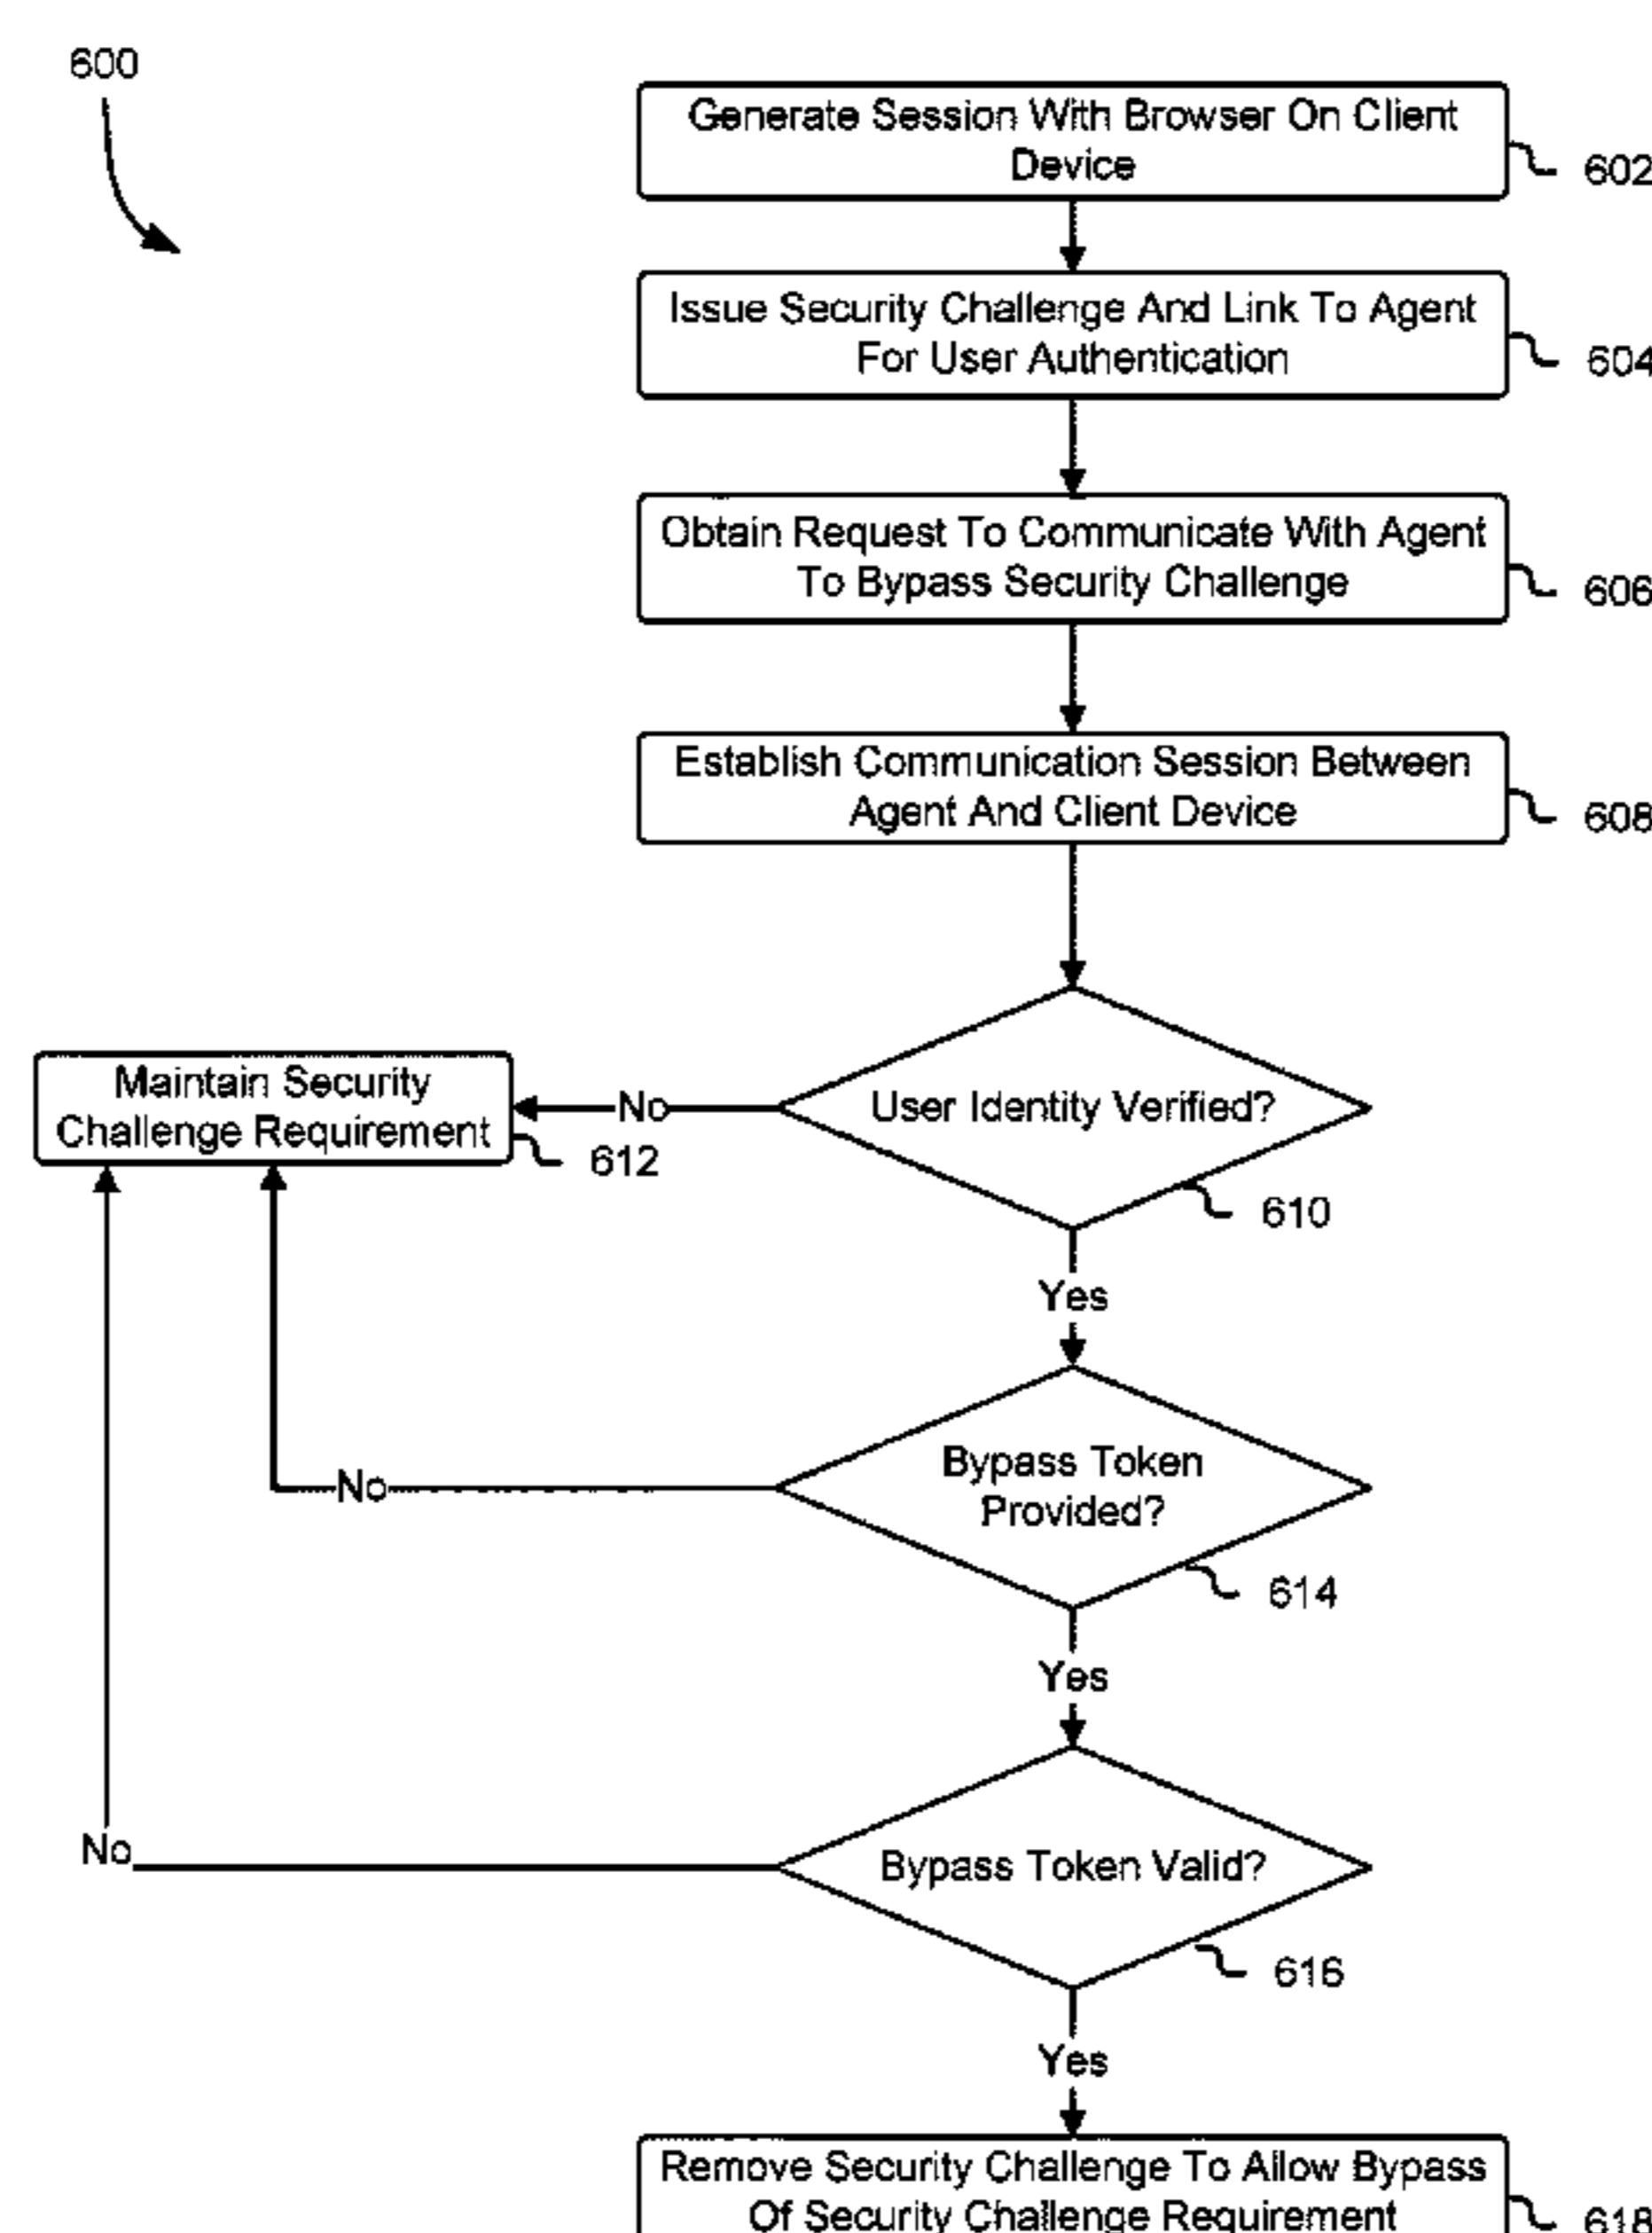 600
Generate Session With Browser On Client
Device
602
Issue Security Challenge And Link To Agent
For User Authentication
604
Obtain Request To Communicate With Agent
To Bypass Security Challenge
606
Establish Communication Session Between
Agent And Client Device
608
User Identity Verified?
610
No
Maintain Security
Challenge Requirement
612
Yes
Bypass Token
Provided?
614
No
Yes
Bypass Token Valid?
616
No
Yes
Remove Security Challenge To Allow Bypass
Of Security Challenge Requirement